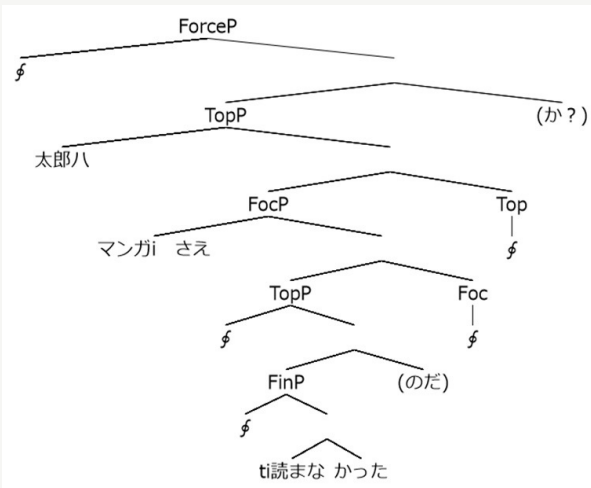 ForceP
∮
TopP (か？)
太郎八
FocP Top
マンガi さえ ∮
TopP Foc
∮ ∮
FinP (のだ)
∮
ti読まな かった